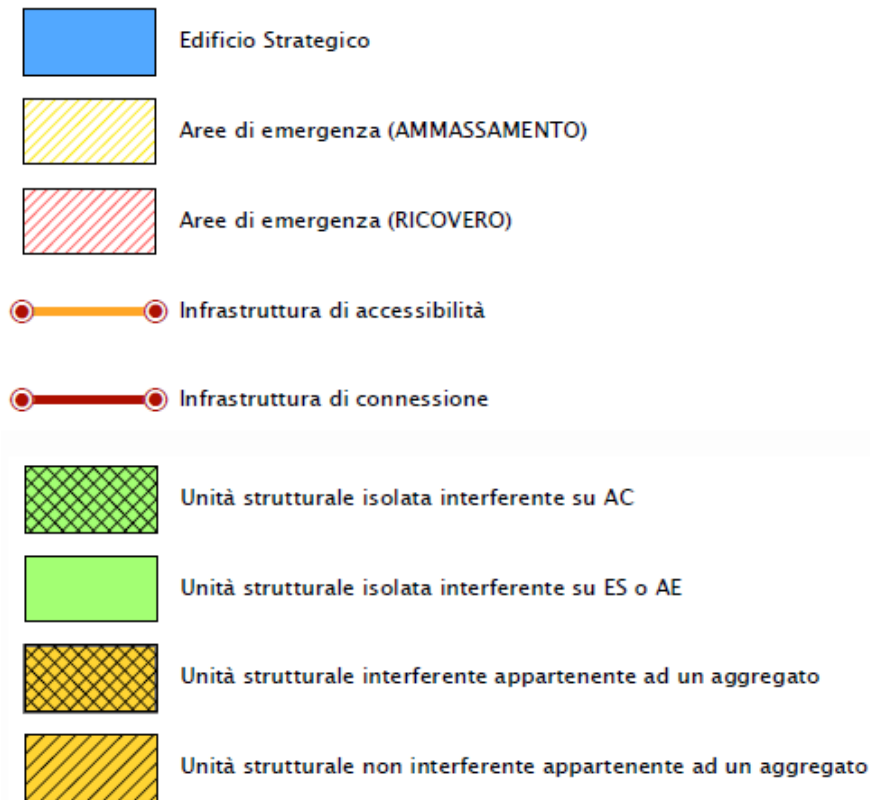 Edificio Strategico
Aree di emergenza (AMMASSAMENTO)
Aree di emergenza (RICOVERO)
Infrastruttura di accessibilità
Infrastruttura di connessione
Unità strutturale isolata interferente su AC
Unità strutturale isolata interferente su ES o AE
Unità strutturale interferente appartenente ad un aggregato
Unità strutturale non interferente appartenente ad un aggregato